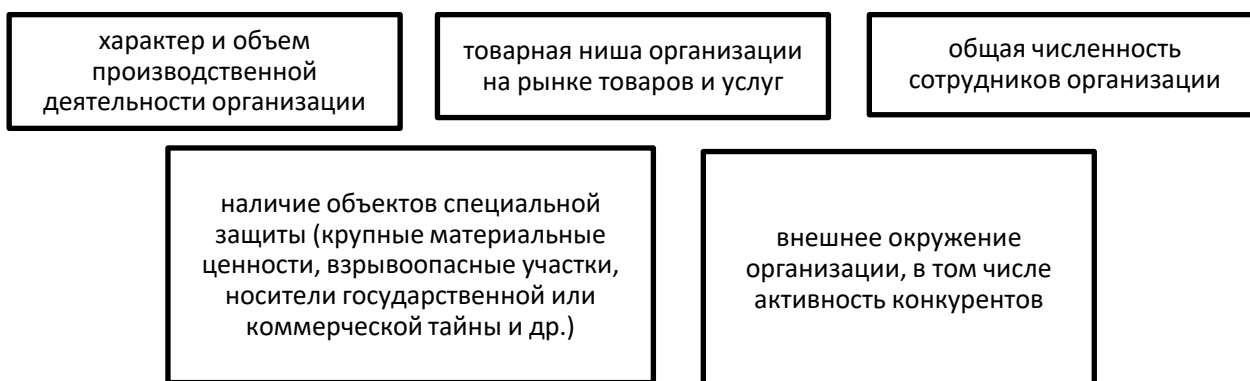 характер и объем
производственной
деятельности организации
товарная ниша организации
на рынке товаров и услуг
общая численность
сотрудников организации
наличие объектов специальной
защиты (крупные материальные
ценности, взрывоопасные участки,
носители государственной или
коммерческой тайны и др.)
внешнее окружение
организации, в том числе
активность конкурентов